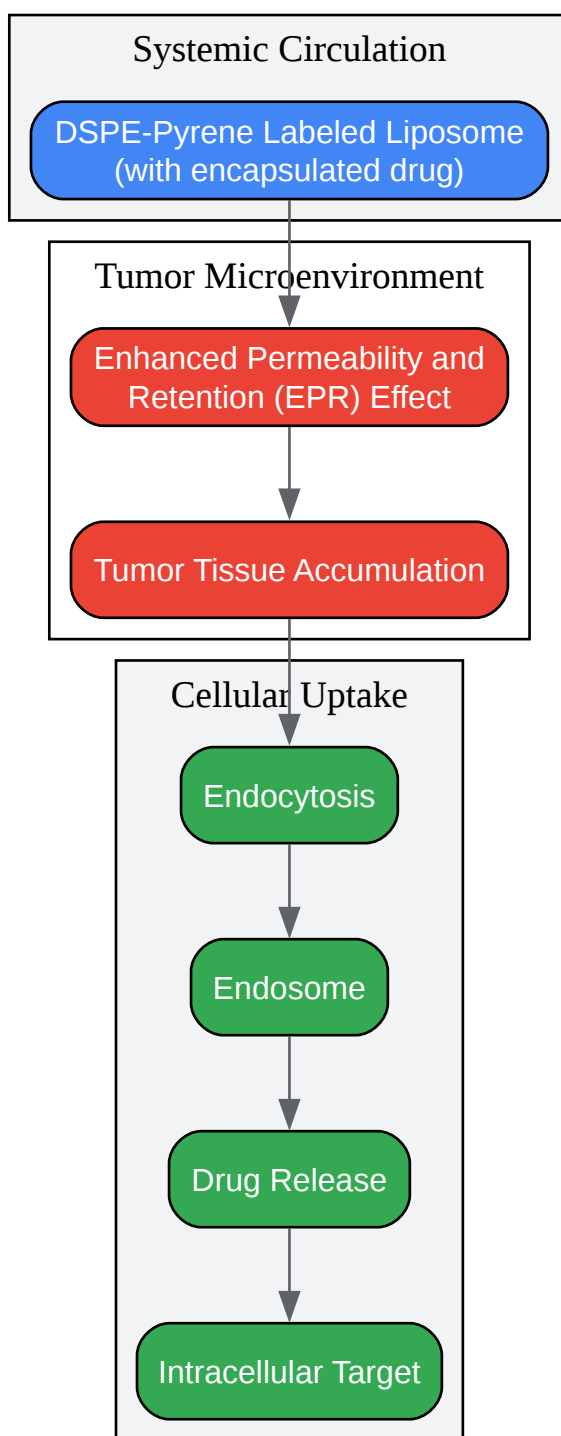 Systemic Circulation
DSPE-Pyrene Labeled Liposome
(with encapsulated drug)
Tumor Microenvironment
Enhanced Permeability and
Retention (EPR) Effect
Tumor Tissue Accumulation
Cellular Uptake
Endocytosis
Endosome
Drug Release
Intracellular Target